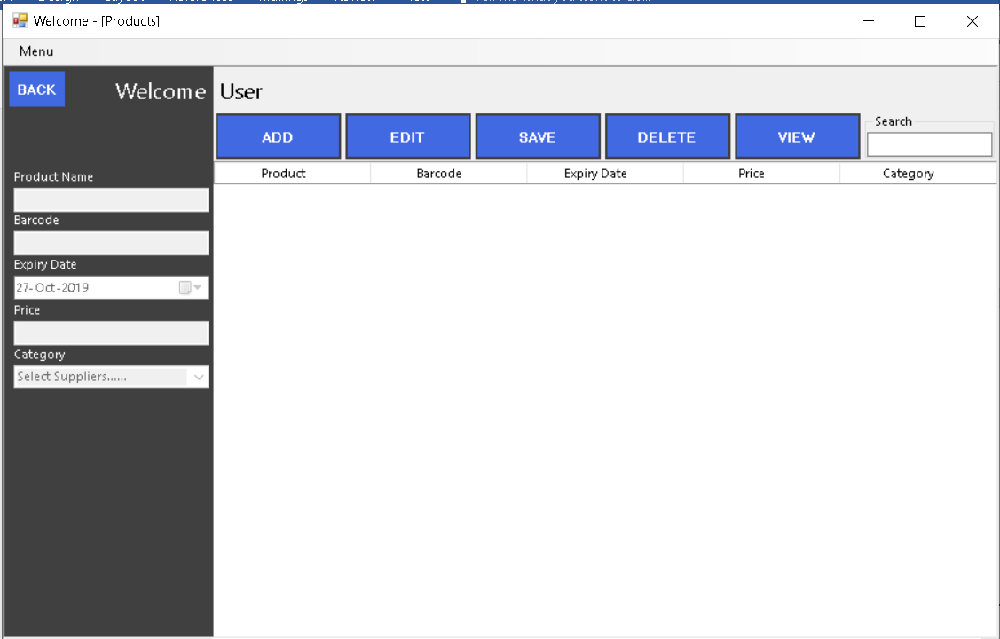 Welcome - [Products]
Menu
BACK
Welcome User
ADD EDIT SAVE DELETE VIEW
Search
Product Barcode Expiry Date Price Category
Product Name
Barcode
Expiry Date
27-Oct-2019
Price
Category
Select Suppliers......